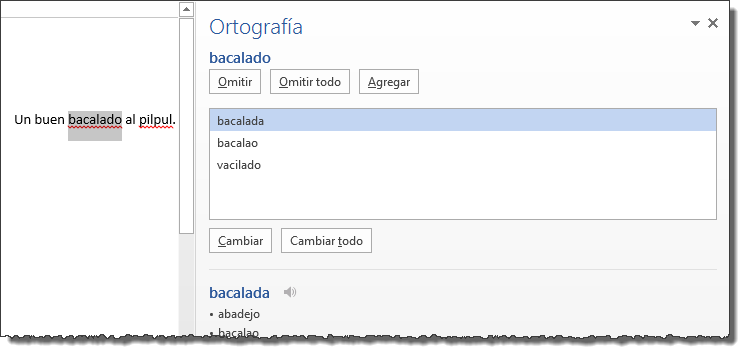 Un buen bacalado al pilpul.
Ortografía
bacalado
Omitir Omitir todo Agregar
bacalada
bacalao
vacilado
Cambiar Cambiar todo
bacalada
• abadejo
• bacalao